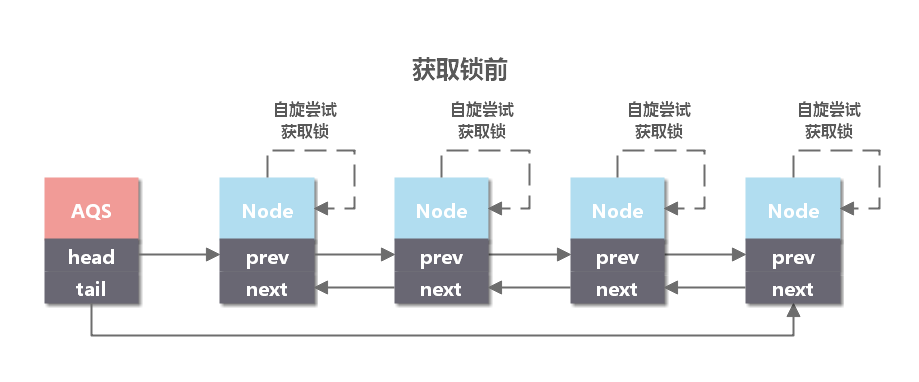 获取锁前
自旋尝试
获取锁
自旋尝试
获取锁
自旋尝试
获取锁
自旋尝试
获取锁
AQS
Node
Node
Node
Node
head
prev
prev
prev
prev
tail
next
next
next
next